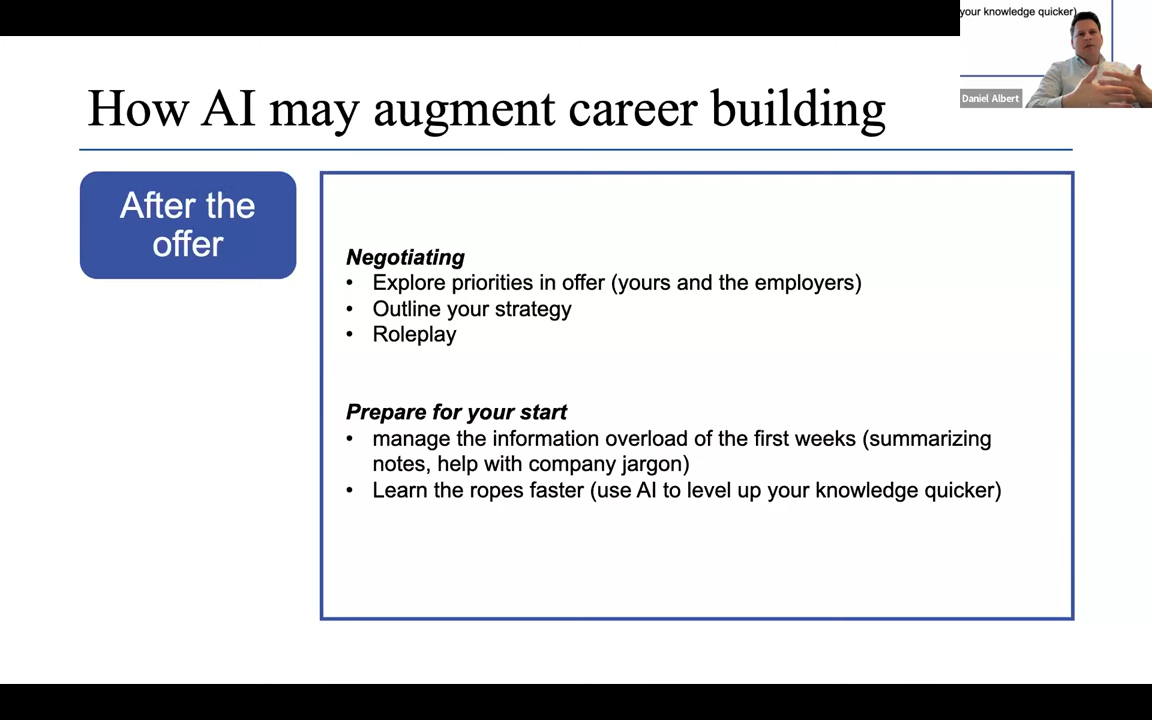 your knowledge quicker)
Daniel Albert
How AI may augment career building
After the
offer
Negotiating
• Explore priorities in offer (yours and the employers)
• Outline your strategy
• Roleplay
Prepare for your start
• manage the information overload of the first weeks (summarizing
notes, help with company jargon)
• Learn the ropes faster (use AI to level up your knowledge quicker)